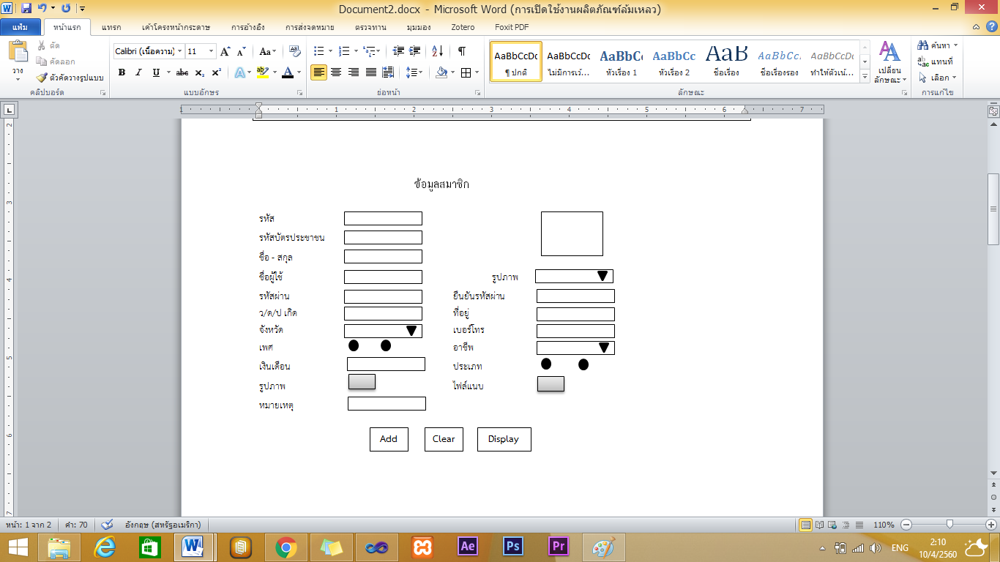 Document2.docx - Microsoft Word (การเปิดใช้งานผลิตภัณฑ์ล้มเหลว)
แฟ้ม หน้าแรก แทรก เค้าโครงหน้ากระดาษ การอ้างอิง การส่งจดหมาย ตรวจทาน มุมมอง Zotero Foxit PDF
วาง
ตัด
คัดลอก
ตัวคัดวางรูปแบบ
คลิปบอร์ด
Calibri (เนื้อความ) 11
แบบอักษร
ย่อหน้า
AaBbCcDc AaBbCcDc AaBbCc AaBbCc AaB AaBbCc. AaBbCcDc
¶ ปกติ ไม่มีการเว้... หัวเรื่อง 1 หัวเรื่อง 2 ชื่อเรื่อง ชื่อเรื่องรอง ทำให้ตัวเน้...
ลักษณะ
เปลี่ยน
ลักษณะ
ค้นหา
แทนที่
เลือก
การแก้ไข
1 1 2 3 4 5 6 7
2
3
4
5
6
7
ข้อมูลสมาชิก
รหัส
รหัสบัตรประชาชน
ชื่อ - สกุล
ชื่อผู้ใช้ รูปภาพ
รหัสผ่าน ยืนยันรหัสผ่าน
ว/ด/ป เกิด ที่อยู่
จังหวัด เบอร์โทร
เพศ อาชีพ
เงินเดือน ประเภท
รูปภาพ ไฟล์แนบ
หมายเหตุ
Add Clear Display
หน้า: 1 จาก 2 คำ: 70 อังกฤษ (สหรัฐอเมริกา) 110%
Ae Ps Pr ENG 2:10
10/4/2560